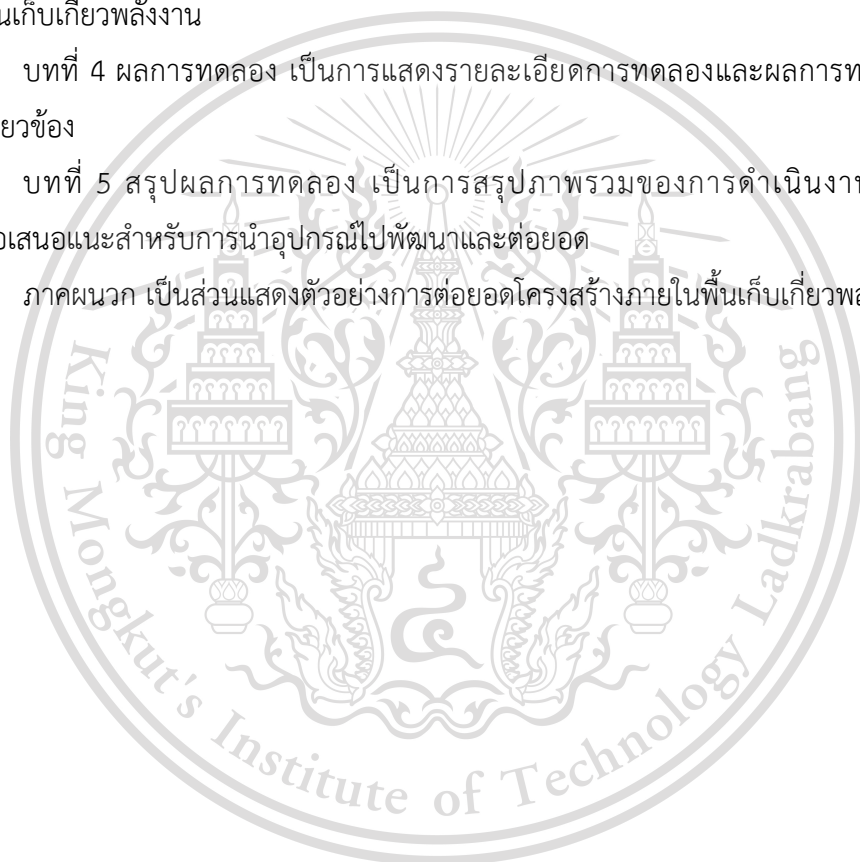 นเก็บเกี่ยวพลังงาน
บทที่ 4 ผลการทดลอง เป็นการแสดงรายละเอียดการทดลองและผลการท
ยวข้อง
บทที่ 5 สรุปผลการทดลอง เป็นการสรุปภาพรวมของการดำเนินงาน
อเสนอแนะสำหรับการนำอุปกรณ์ไปพัฒนาและต่อยอด
ภาคผนวก เป็นส่วนแสดงตัวอย่างการต่อยอดโครงสร้างภายในพื้นเก็บเกี่ยวพล
King Mongkut's Institute of Technology Ladkrabang